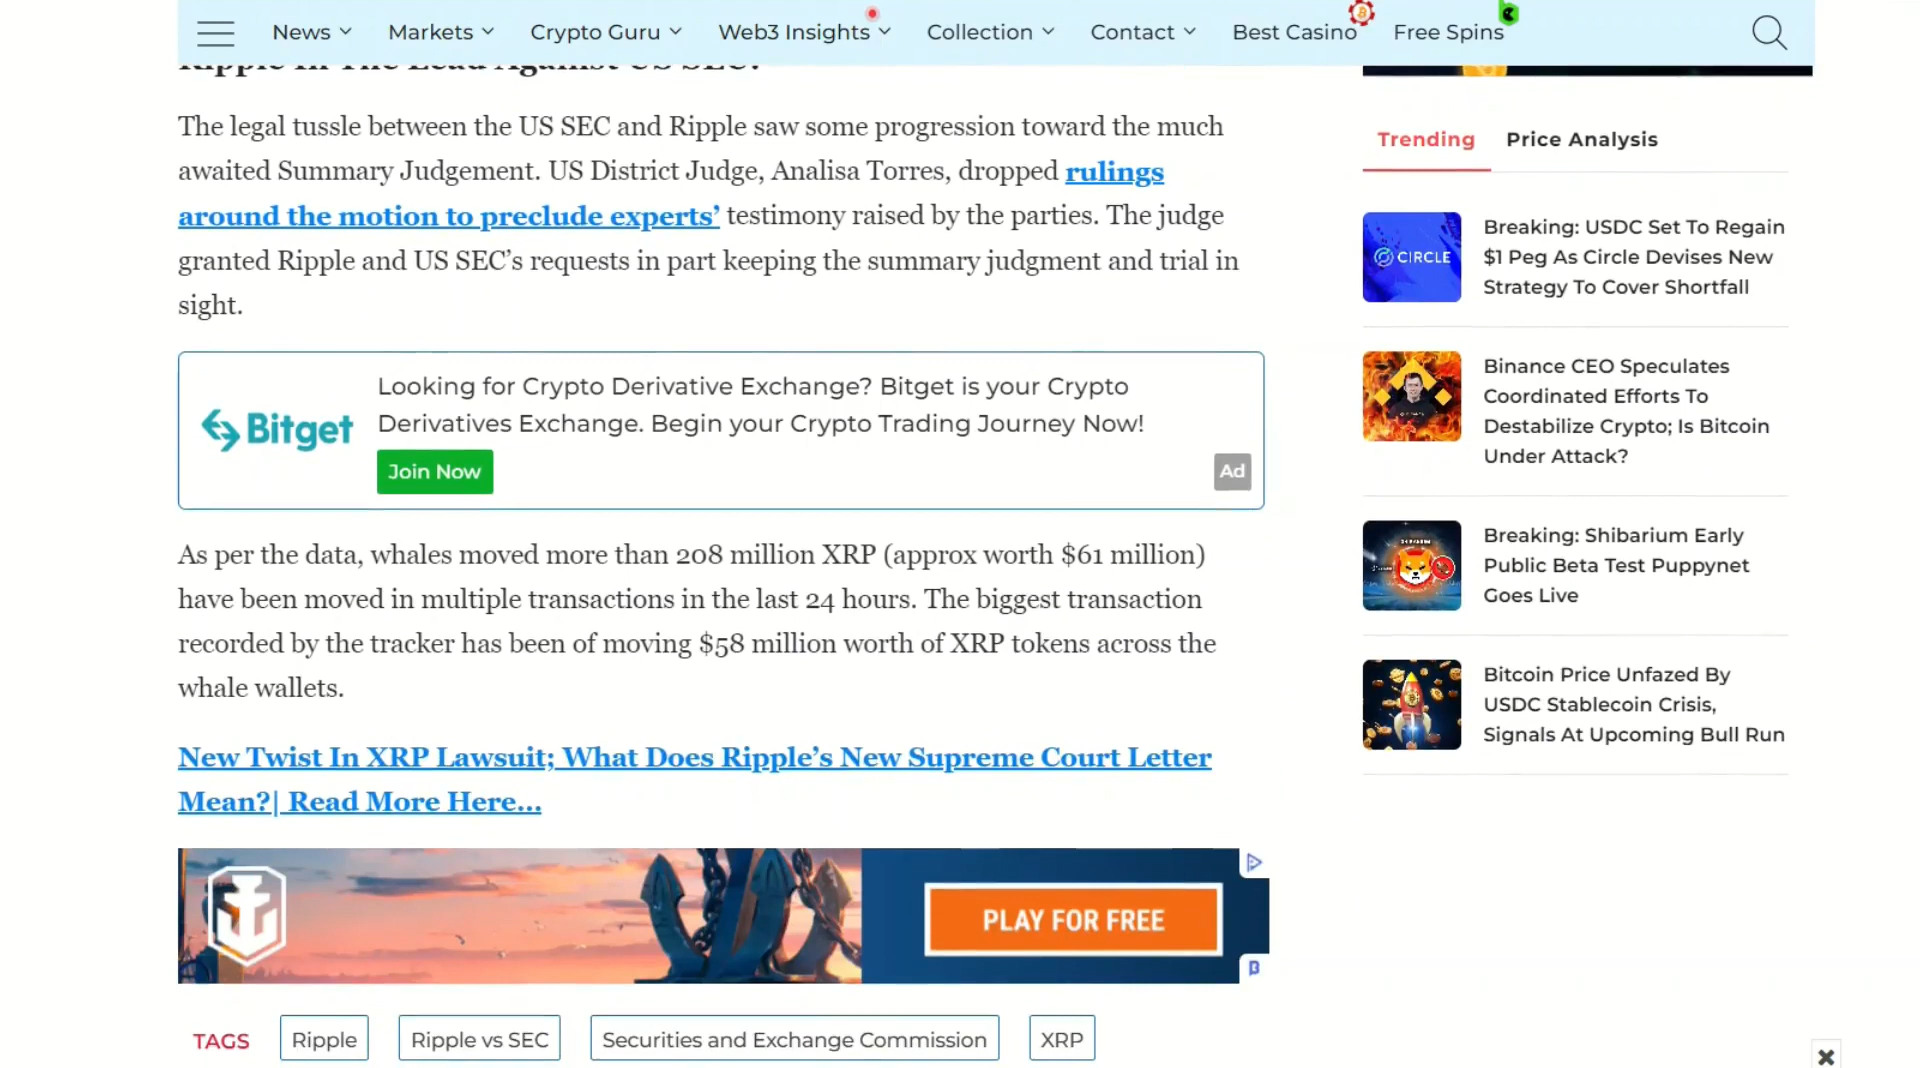 News
Markets
Crypto Guru
Web3 Insights
Collection
Contact
Best Casino
Free Spins
Ripple In The Lead Against US SEC?
The legal tussle between the US SEC and Ripple saw some progression toward the much
awaited Summary Judgement. US District Judge, Analisa Torres, dropped rulings
around the motion to preclude experts’ testimony raised by the parties. The judge
granted Ripple and US SEC’s requests in part keeping the summary judgment and trial in
sight.
Bitget
Looking for Crypto Derivative Exchange? Bitget is your Crypto
Derivatives Exchange. Begin your Crypto Trading Journey Now!
Join Now
Ad
As per the data, whales moved more than 208 million XRP (approx worth $61 million)
have been moved in multiple transactions in the last 24 hours. The biggest transaction
recorded by the tracker has been of moving $58 million worth of XRP tokens across the
whale wallets.
New Twist In XRP Lawsuit; What Does Ripple’s New Supreme Court Letter
Mean?| Read More Here...
PLAY FOR FREE
TAGS
Ripple
Ripple vs SEC
Securities and Exchange Commission
XRP
Trending
Price Analysis
CIRCLE
Breaking: USDC Set To Regain
$1 Peg As Circle Devises New
Strategy To Cover Shortfall
Binance CEO Speculates
Coordinated Efforts To
Destabilize Crypto; Is Bitcoin
Under Attack?
Breaking: Shibarium Early
Public Beta Test Puppynet
Goes Live
Bitcoin Price Unfazed By
USDC Stablecoin Crisis,
Signals At Upcoming Bull Run